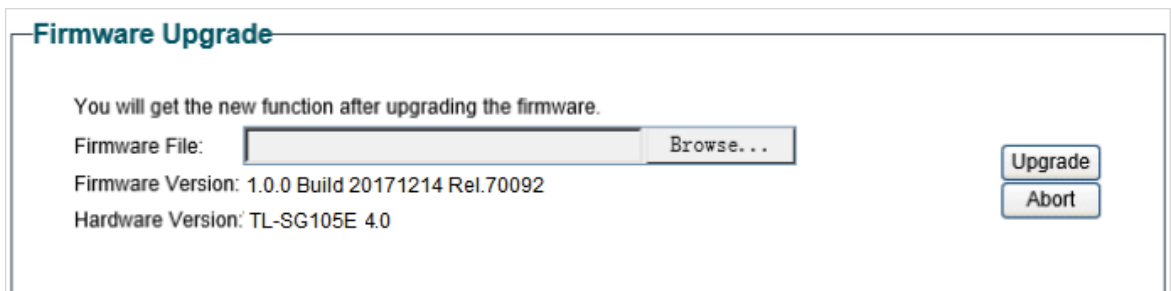 Firmware Upgrade
You will get the new function after upgrading the firmware.
Firmware File: Browse...
Firmware Version: 1.0.0 Build 20171214 Rel.70092
Hardware Version: TL-SG105E 4.0
Upgrade
Abort